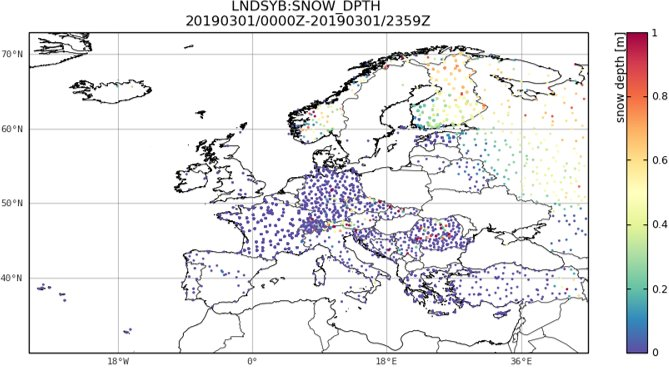 LNDSYB:SNOW_DPTH
20190301/0000Z-20190301/2359Z
70°N
60°N
50°N
40°N
18°W
0°
18°E
36°E
snow depth [m]
1
0.8
0.6
0.4
0.2
0